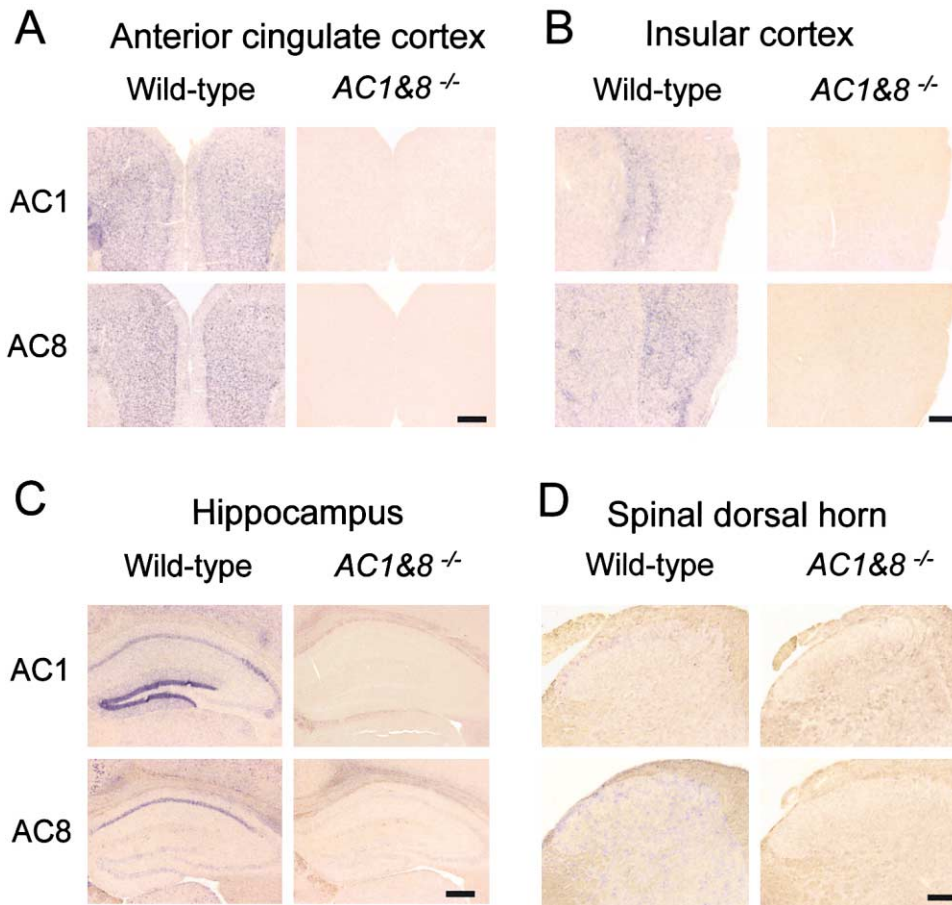 A Anterior cingulate cortex
Wild-type AC1&8 -/-
AC1
AC8
B Insular cortex
Wild-type AC1&8 -/-
C Hippocampus
Wild-type AC1&8 -/-
AC1
AC8
D Spinal dorsal horn
Wild-type AC1&8 -/-